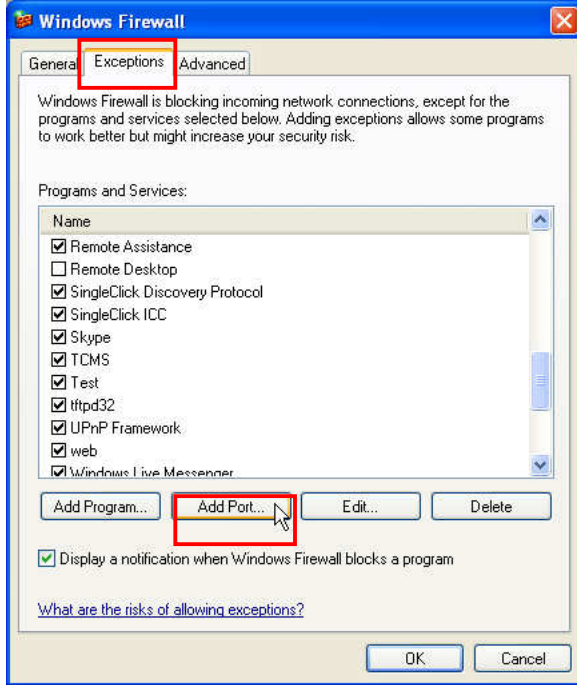 Windows Firewall
General Exceptions Advanced
Windows Firewall is blocking incoming network connections, except for the
programs and services selected below. Adding exceptions allows some programs
to work better but might increase your security risk.
Programs and Services:
Name
Remote Assistance
Remote Desktop
SingleClick Discovery Protocol
SingleClick ICC
Skype
TCMS
Test
tftpd32
UPnP Framework
web
Windows Live Messenger
Add Program... Add Port... Edit... Delete
Display a notification when Windows Firewall blocks a program
What are the risks of allowing exceptions?
OK Cancel